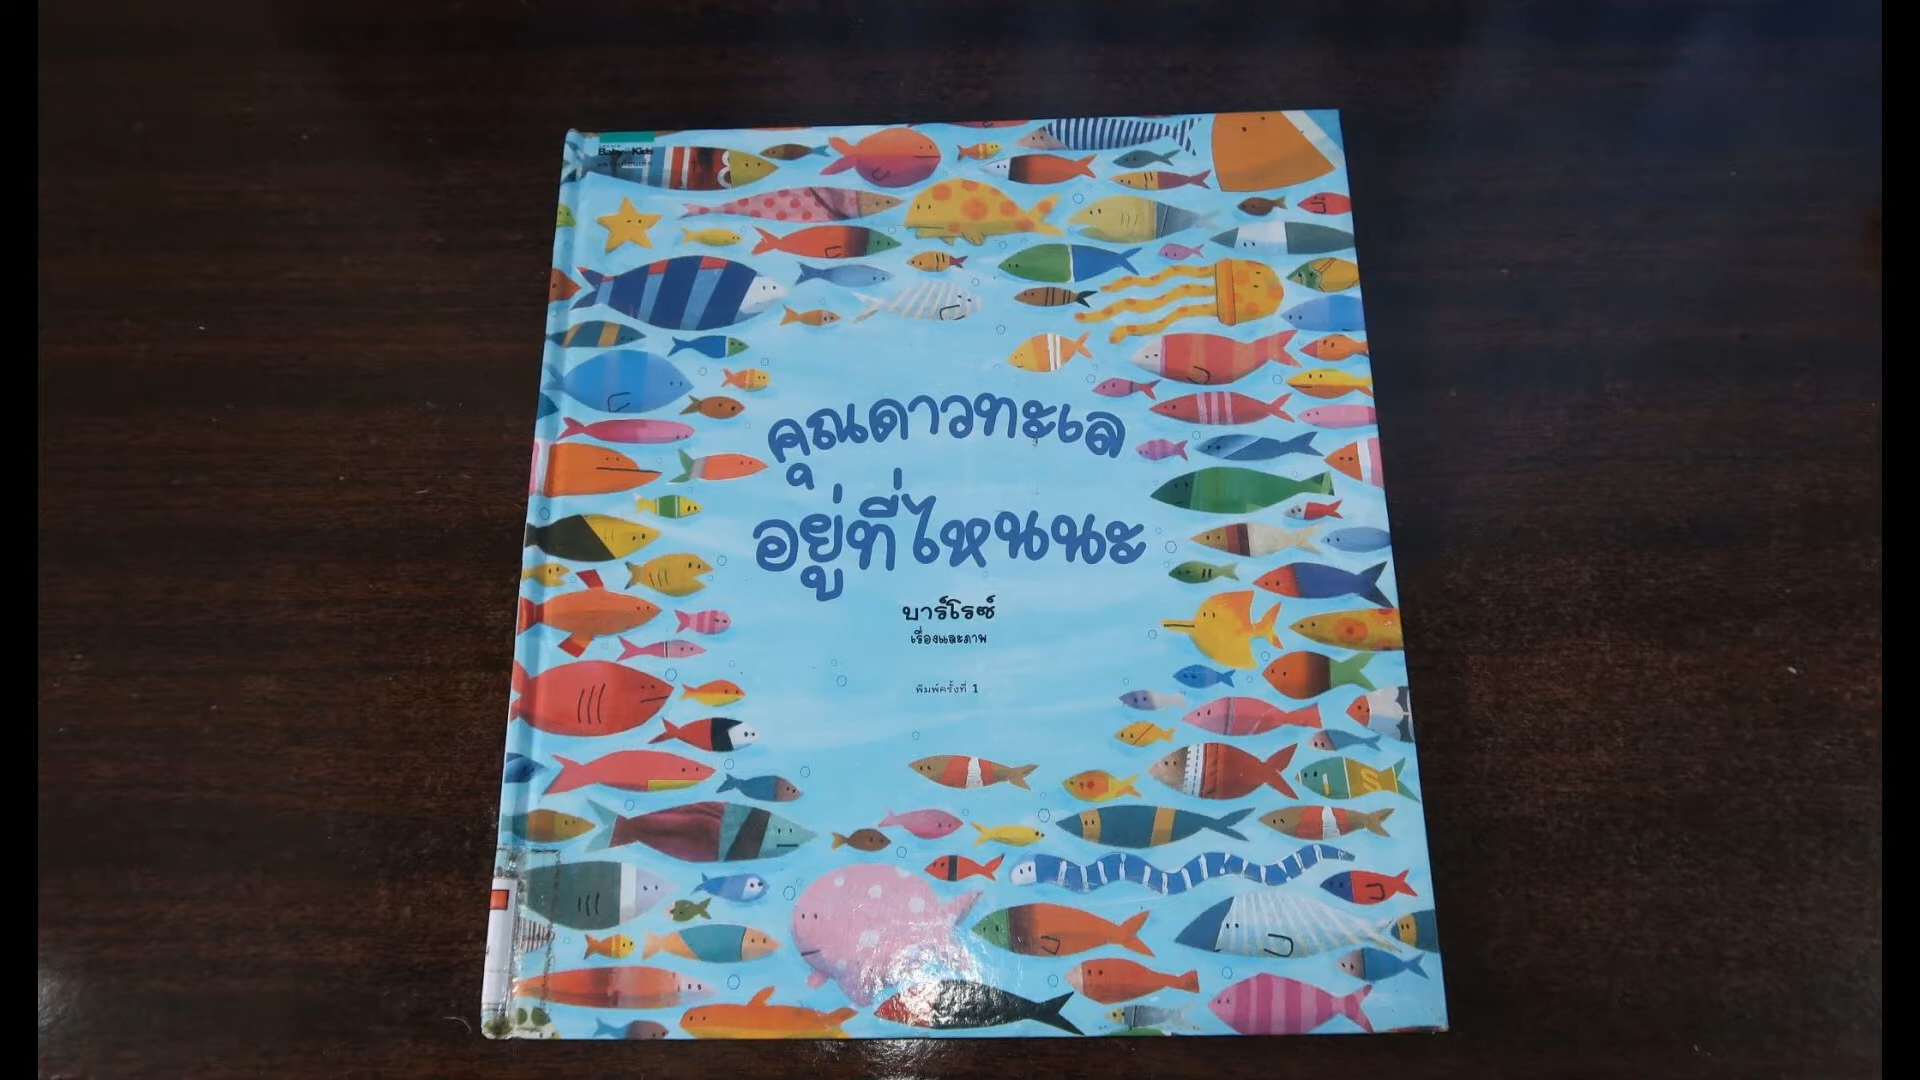 Baby Kids
คุณดาวทะเล
อยู่ที่ไหนนะ
บาร์โรซ์
เรื่องและภาพ
พิมพ์ครั้งที่ 1